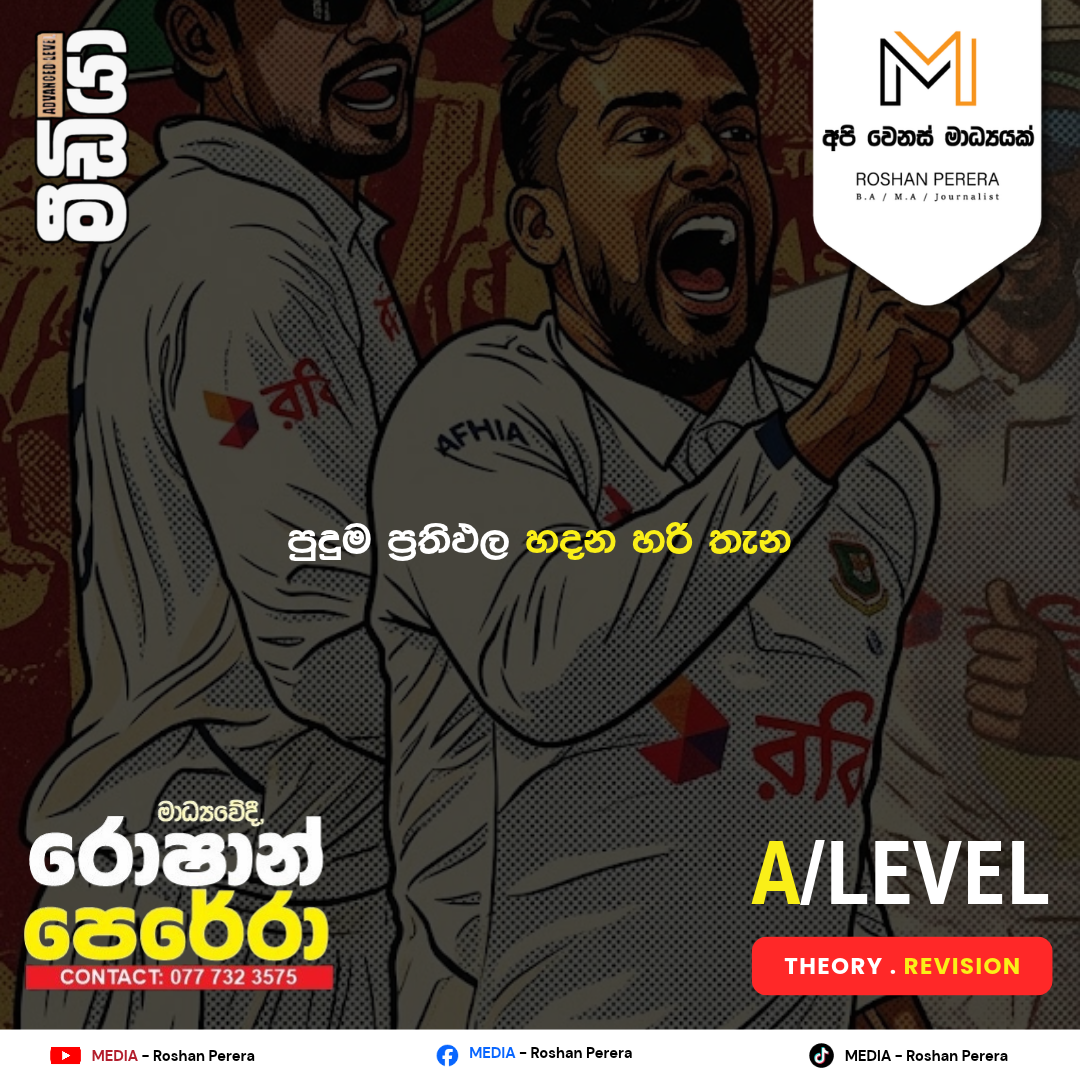 මීඩියා
ADVANCED LEVEL
අපි වෙනස් මාධ්‍යයක්
ROSHAN PERERA
B.A / M.A / Journalist
AFHIA
පුදුම ප්‍රතිඵල හදන හරි තැන
මාධ්‍යවේදී,
රොෂාන්
පෙරේරා
CONTACT: 077 732 3575
A/LEVEL
THEORY . REVISION
MEDIA - Roshan Perera
MEDIA - Roshan Perera
MEDIA - Roshan Perera